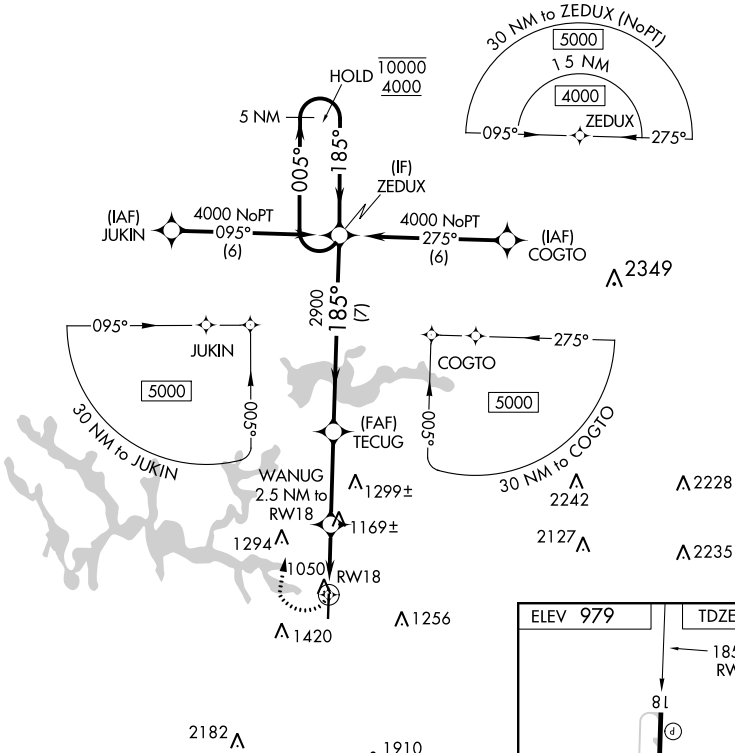 30 NM to ZEDUX (NoPT)
5000
15 NM
4000
ZEDUX
095°
275°
HOLD
10000
4000
5 NM
005°
185°
(IF)
ZEDUX
(IAF)
JUKIN
4000 NoPT
095°
(6)
4000 NoPT
275°
(6)
(IAF)
COGTO
2349
2900
185°
(7)
095°
JUKIN
5000
005°
30 NM to JUKIN
275°
COGTO
5000
005°
30 NM to COGTO
(FAF)
TECUG
WANUG
2.5 NM to
RW18
1299±
1169±
1294
1050
RW18
1420
1256
2242
2228
2127
2235
2182
1910
ELEV 979
TDZE
185
RW
18
P